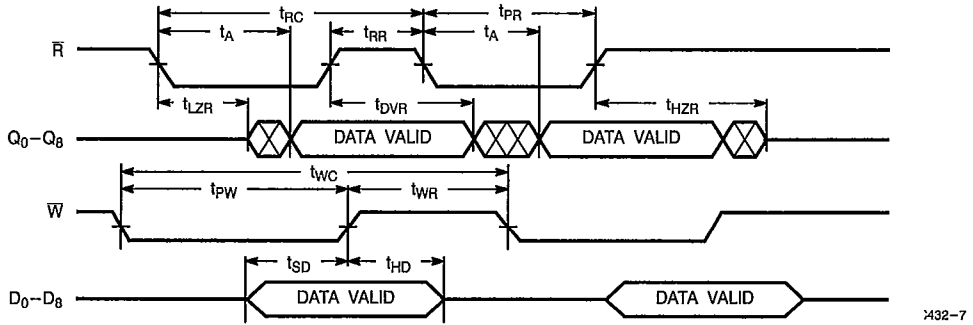 tRC tPR
tA tRR tA
R̅
tLZR tDVR tHZR
Q0–Q8 DATA VALID DATA VALID
tWC
tPW tWR
W̅
tSD tHD
D0–D8 DATA VALID DATA VALID
432–7